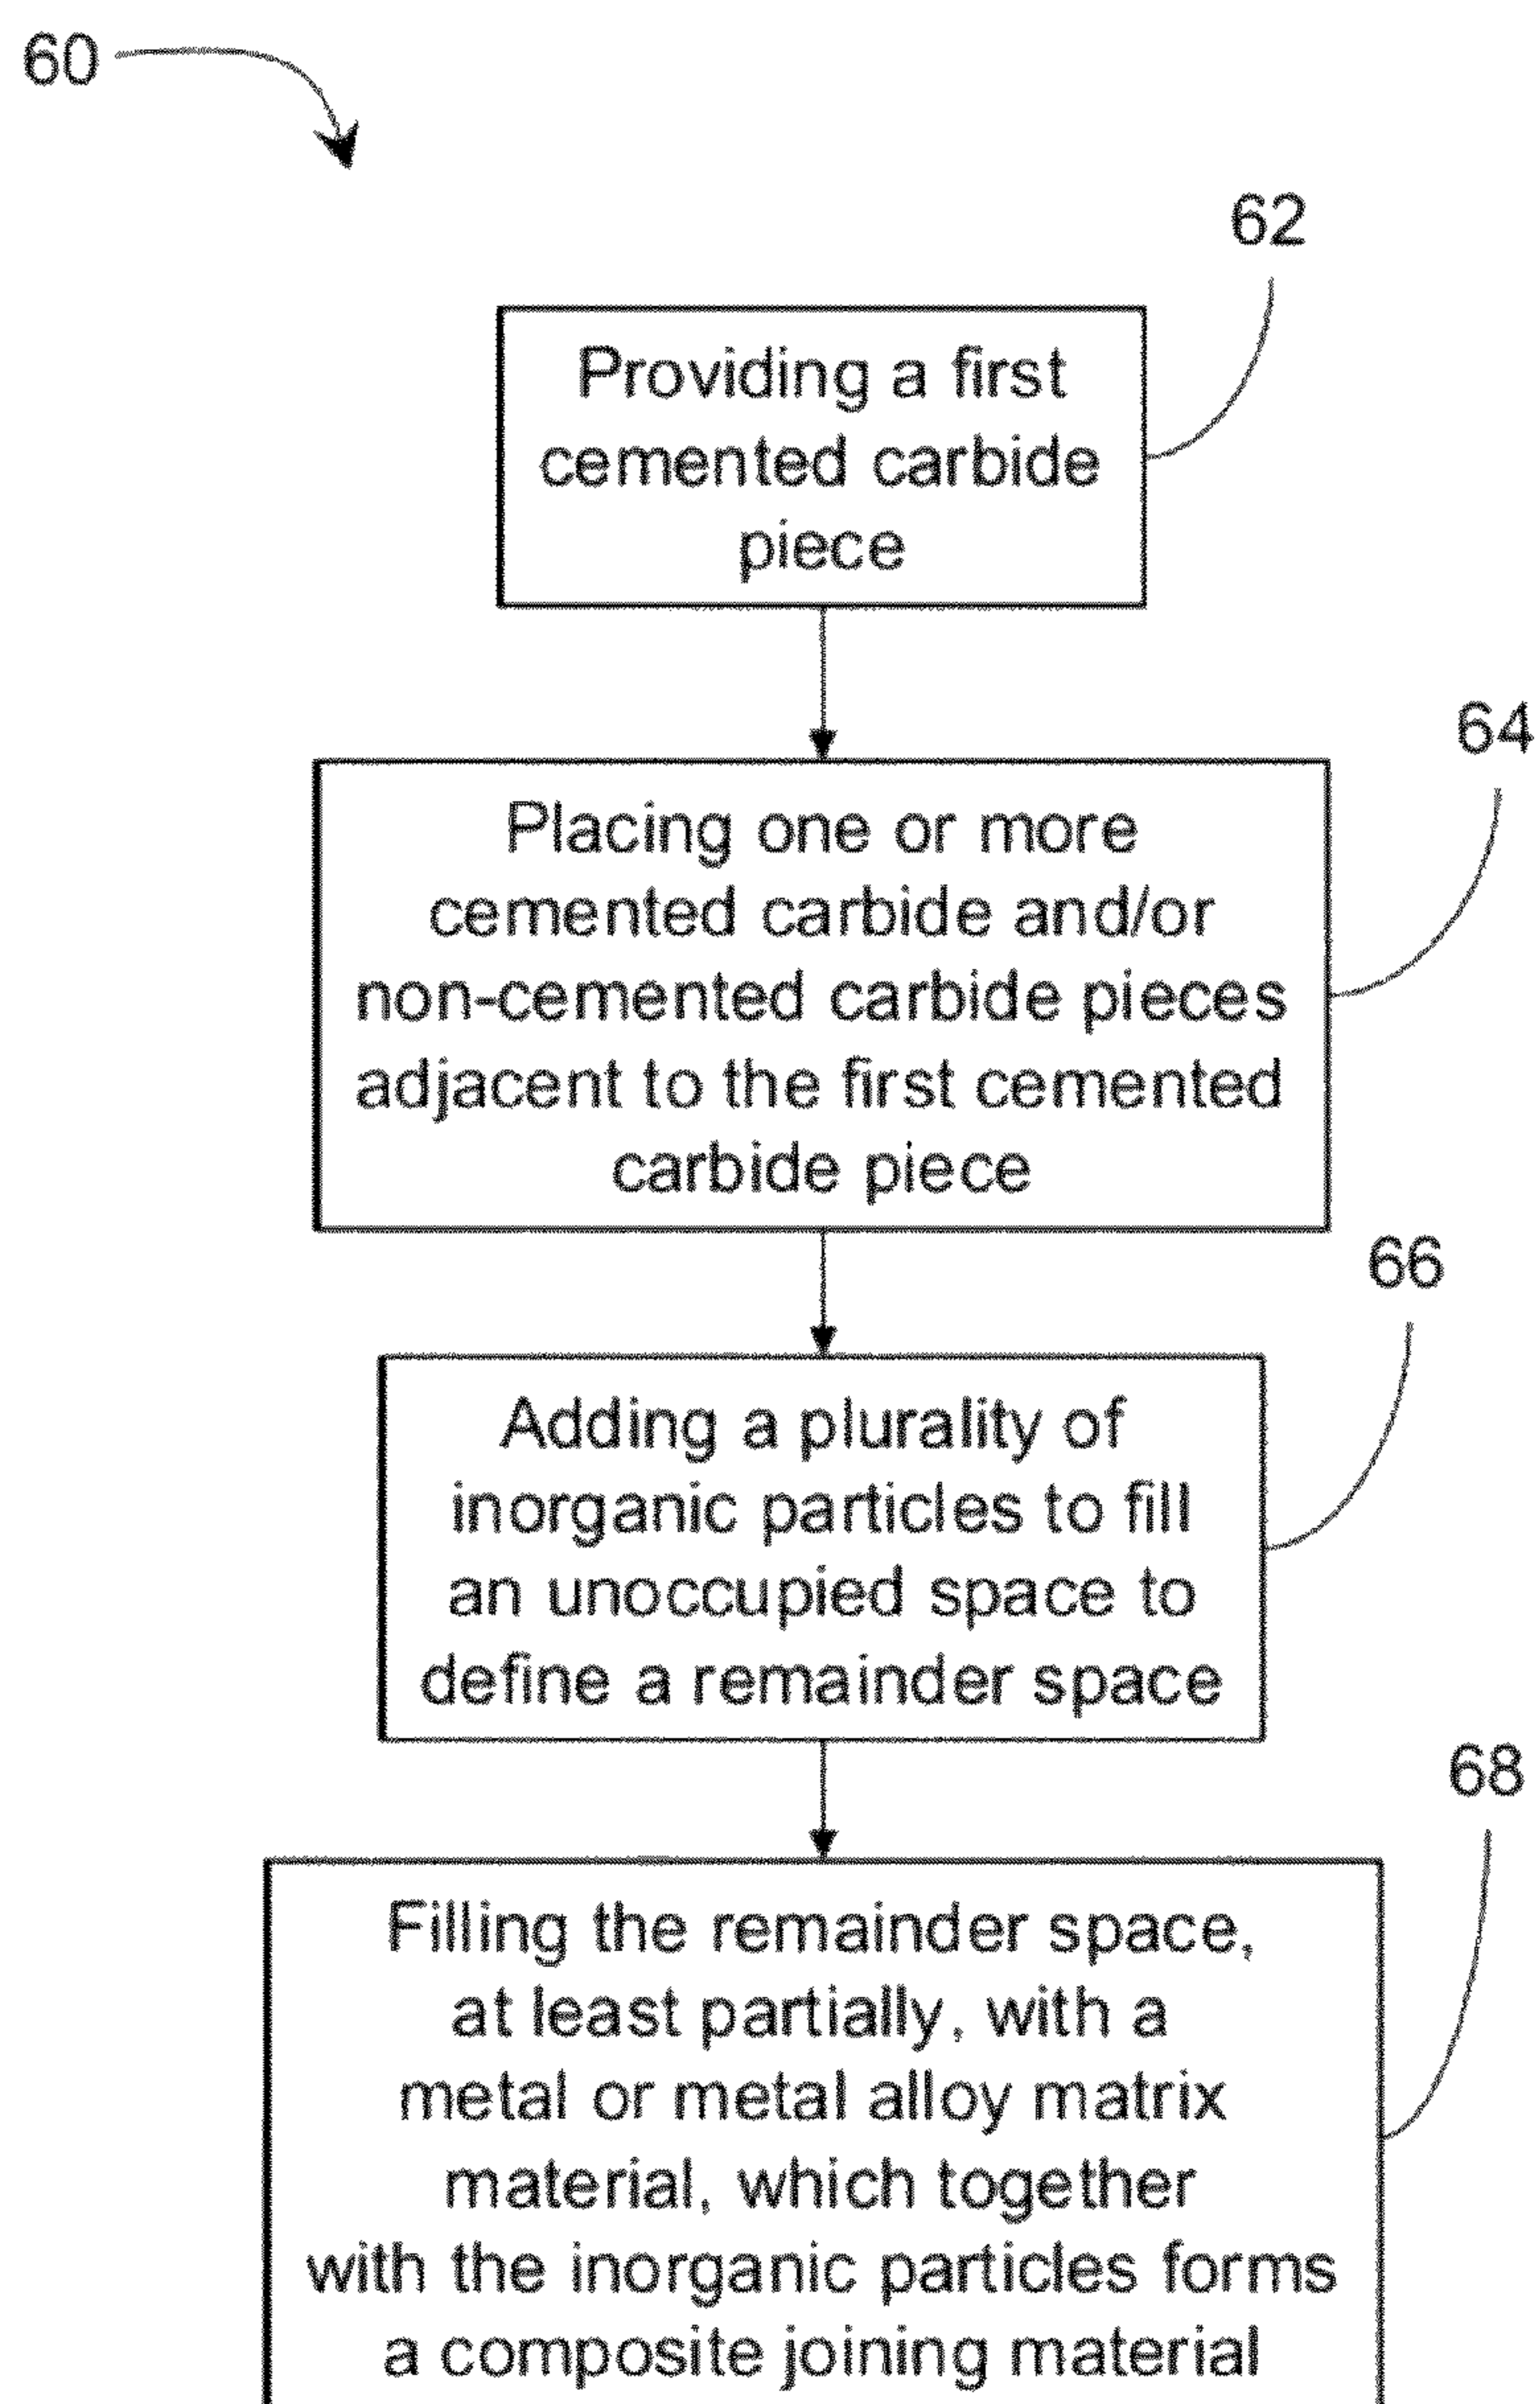 60
62
Providing a first
cemented carbide
piece
64
Placing one or more
cemented carbide and/or
non-cemented carbide pieces
adjacent to the first cemented
carbide piece
66
Adding a plurality of
inorganic particles to fill
an unoccupied space to
define a remainder space
68
Filling the remainder space,
at least partially, with a
metal or metal alloy matrix
material, which together
with the inorganic particles forms
a composite joining material